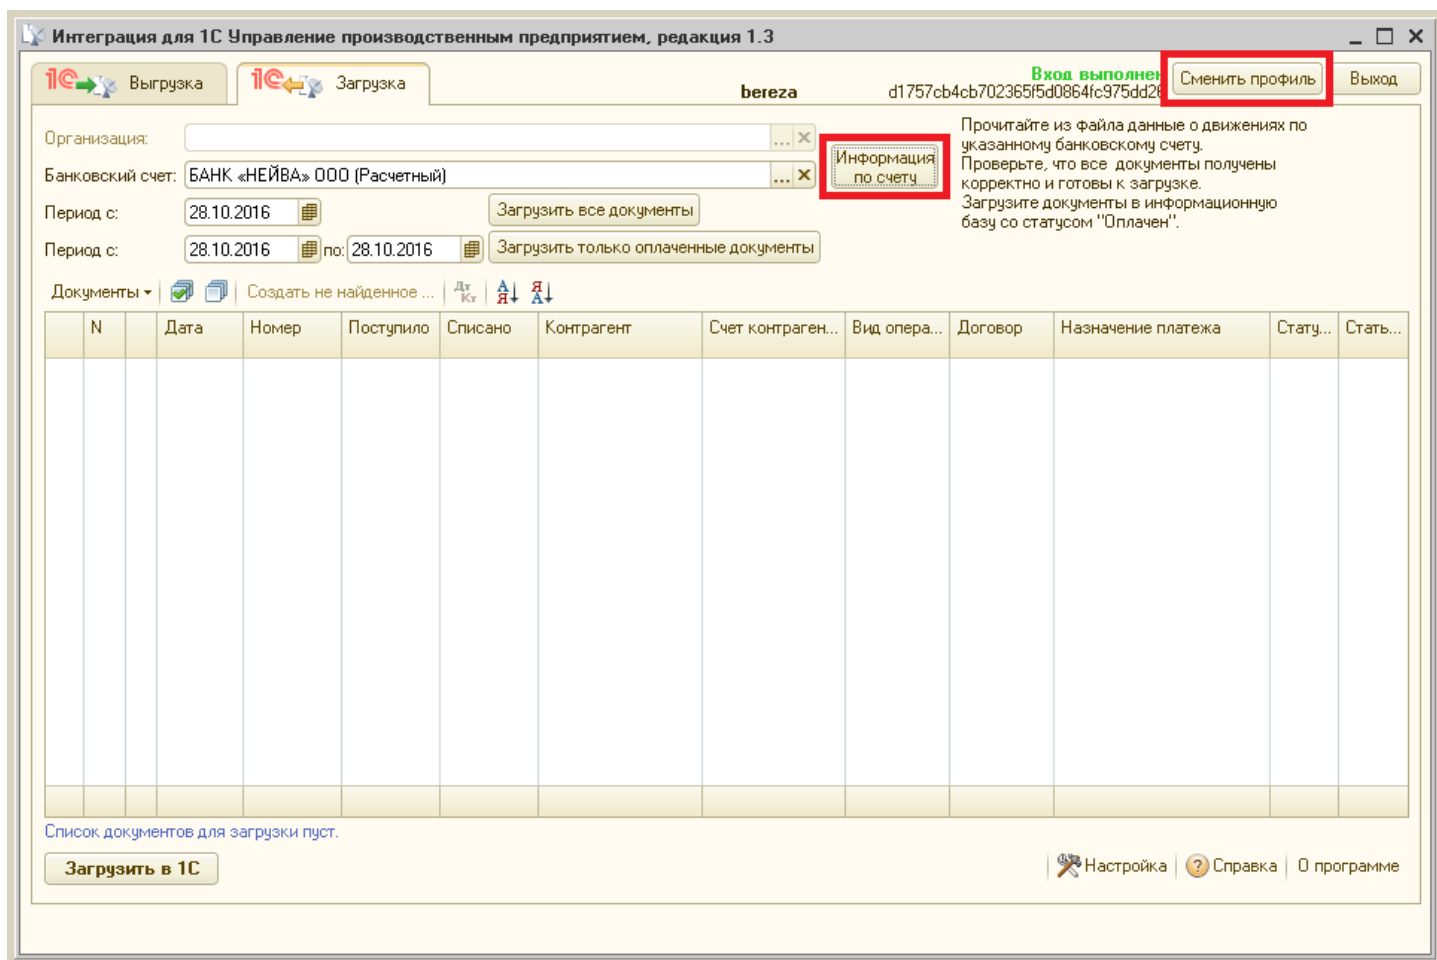 Интеграция для 1С Управление производственным предприятием, редакция 1.3
1С Выгрузка
1С Загрузка
bereza
Вход выполнен
d1757cb4cb702365f5d0864fc975dd26
Сменить профиль
Выход
Организация:
...
Банковский счет: БАНК «НЕЙВА» ООО (Расчетный)
...
Информация
по счету
Прочитайте из файла данные о движениях по
указанному банковскому счету.
Проверьте, что все документы получены
корректно и готовы к загрузке.
Загрузите документы в информационную
базу со статусом "Оплачен".
Период с: 28.10.2016
Загрузить все документы
Период с: 28.10.2016 по: 28.10.2016
Загрузить только оплаченные документы
Документы
Создать не найденное ...
Дт
Кт
А
Я
Я
А
N Дата Номер Поступило Списано Контрагент Счет контраген... Вид опера... Договор Назначение платежа Стату... Стать...
Список документов для загрузки пуст.
Загрузить в 1С
Настройка
? Справка
О программе